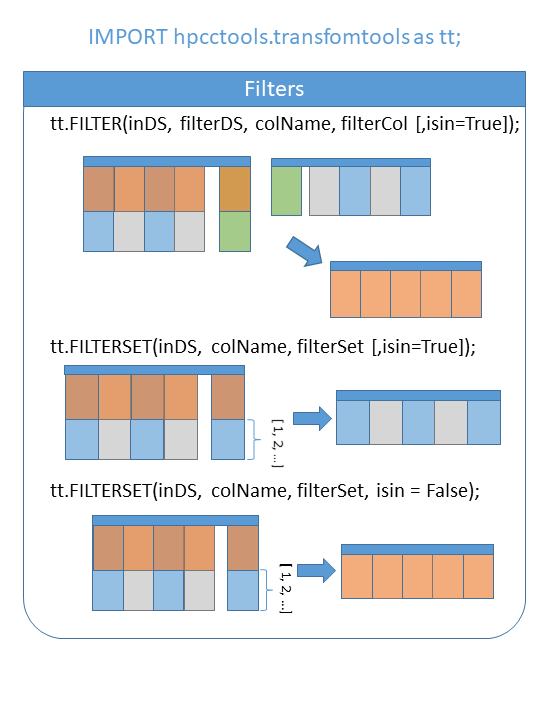 IMPORT hpcctools.transfomtools as tt;
Filters
tt.FILTER(inDS, filterDS, colName, filterCol [,isin=True]);
tt.FILTERSET(inDS, colName, filterSet [,isin=True]);
[ 1, 2, ...]
tt.FILTERSET(inDS, colName, filterSet, isin = False);
[ 1, 2, ...]